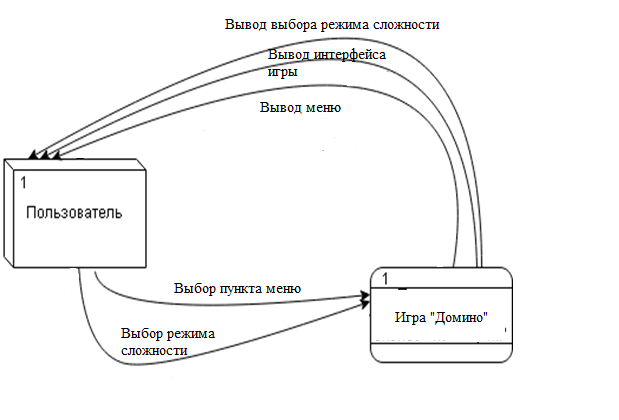 Вывод выбора режима сложности
Вывод интерфейса
игры
Вывод меню
1
Пользователь
Выбор пункта меню
1
Игра "Домино"
Выбор режима
сложности